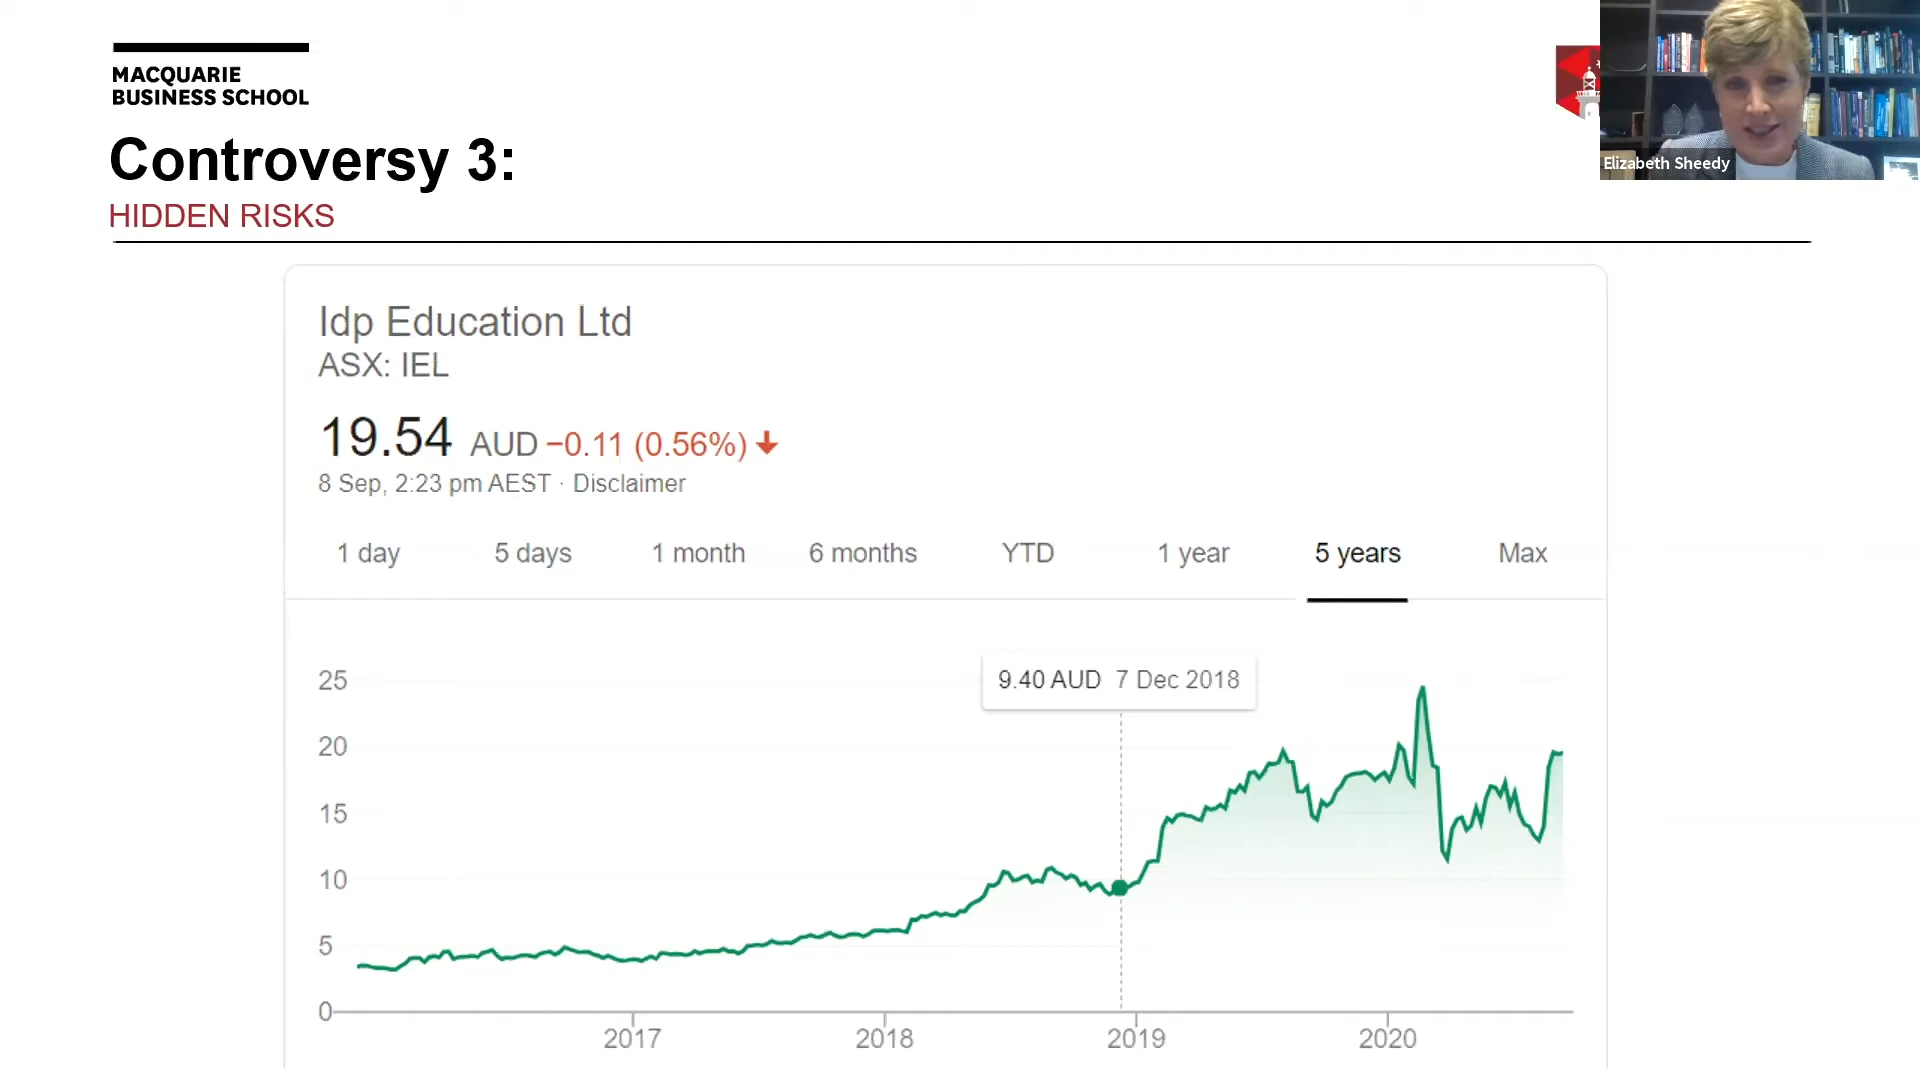 MACQUARIE
BUSINESS SCHOOL
Controversy 3:
HIDDEN RISKS
Elizabeth Sheedy
Idp Education Ltd
ASX: IEL
19.54 AUD −0.11 (0.56%)
8 Sep, 2:23 pm AEST · Disclaimer
1 day 5 days 1 month 6 months YTD 1 year 5 years Max
9.40 AUD 7 Dec 2018
25
20
15
10
5
0
2017 2018 2019 2020